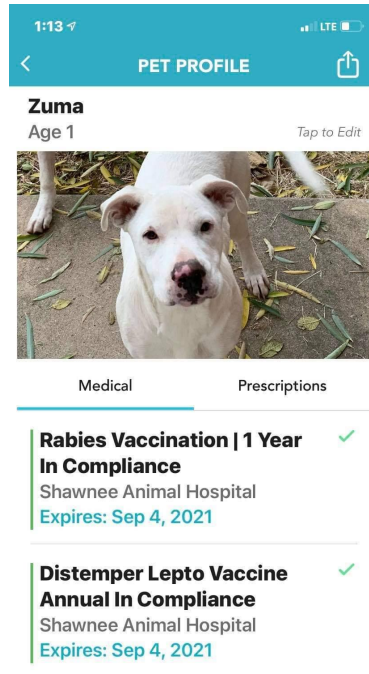 1:13 LTE
PET PROFILE
Zuma
Age 1
Tap to Edit
Medical
Prescriptions
Rabies Vaccination | 1 Year
In Compliance
Shawnee Animal Hospital
Expires: Sep 4, 2021
Distemper Lepto Vaccine
Annual In Compliance
Shawnee Animal Hospital
Expires: Sep 4, 2021